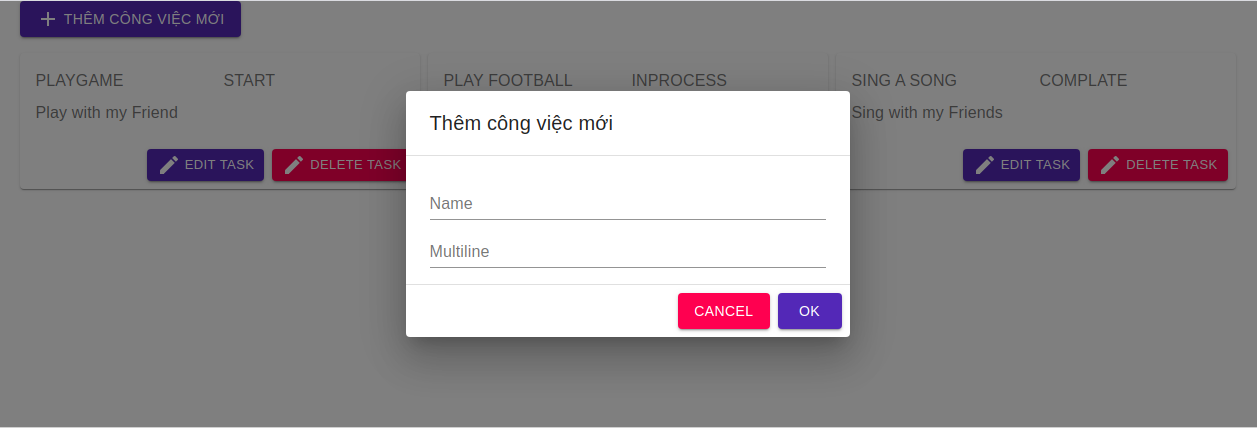 THÊM CÔNG VIỆC MỚI
PLAYGAME START
Play with my Friend
EDIT TASK DELETE TASK
PLAY FOOTBALL INPROCESS
SING A SONG COMPLATE
Sing with my Friends
EDIT TASK DELETE TASK
Thêm công việc mới
Name
Multiline
CANCEL OK